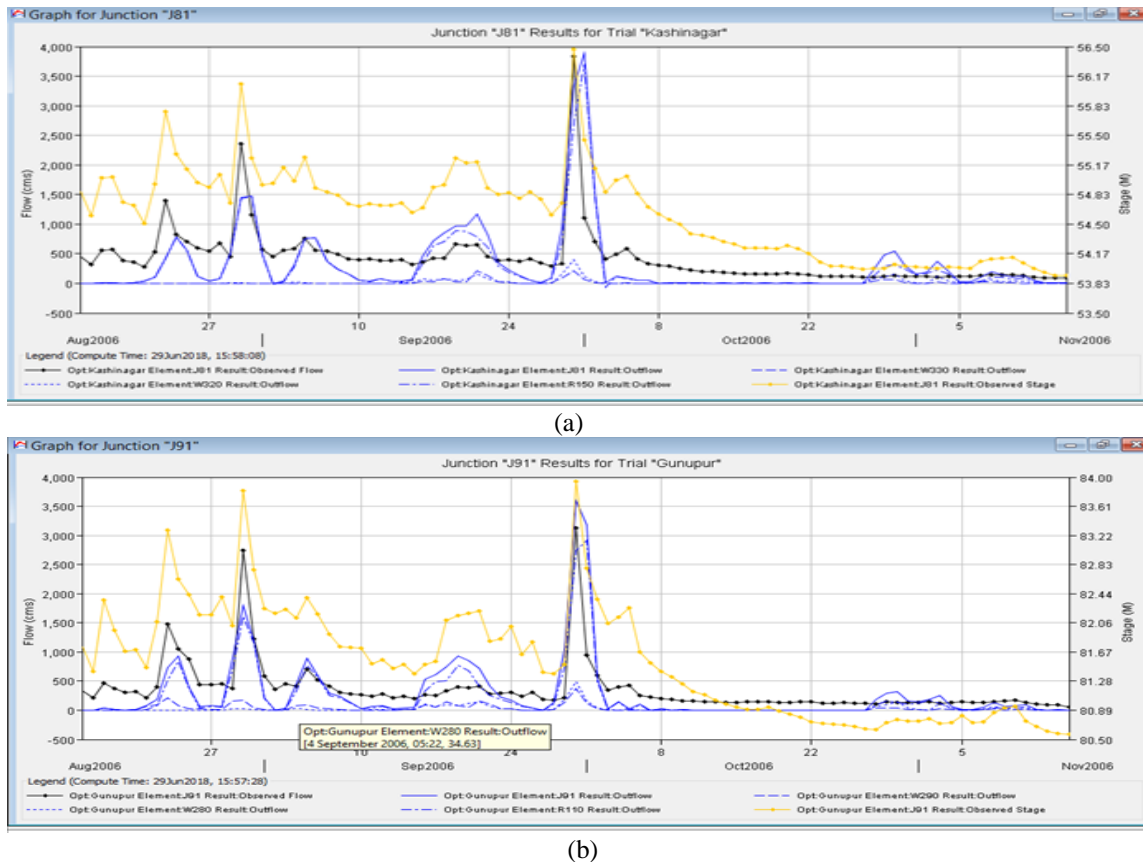 Graph for Junction "J81"
Junction "J81" Results for Trial "Kashinagar"
4,000
3,500
3,000
2,500
2,000
1,500
1,000
500
0
-500
Flow (cms)
56.50
56.17
55.83
55.50
55.17
54.83
54.50
54.17
53.83
53.50
Stage (M)
27 10 24 8 22 5
Aug2006 Sep2006 Oct2006 Nov2006
Legend (Compute Time: 29Jun2018, 15:58:08)
Opt:Kashinagar Element:J81 Result:Observed Flow Opt:Kashinagar Element:J81 Result:Outflow Opt:Kashinagar Element:W330 Result:Outflow
Opt:Kashinagar Element:W320 Result:Outflow Opt:Kashinagar Element:R150 Result:Outflow Opt:Kashinagar Element:J81 Result:Observed Stage
(a)
Graph for Junction "J91"
Junction "J91" Results for Trial "Gunupur"
4,000
3,500
3,000
2,500
2,000
1,500
1,000
500
0
-500
Flow (cms)
84.00
83.61
83.22
82.83
82.44
82.06
81.67
81.28
80.89
80.50
Stage (M)
Opt:Gunupur Element:W280 Result:Outflow
[4 September 2006, 05:22, 34.63]
27 10 24 8 22 5
Aug2006 Sep2006 Oct2006 Nov2006
Legend (Compute Time: 29Jun2018, 15:57:28)
Opt:Gunupur Element:J91 Result:Observed Flow Opt:Gunupur Element:J91 Result:Outflow Opt:Gunupur Element:W290 Result:Outflow
Opt:Gunupur Element:W280 Result:Outflow Opt:Gunupur Element:R110 Result:Outflow Opt:Gunupur Element:J91 Result:Observed Stage
(b)